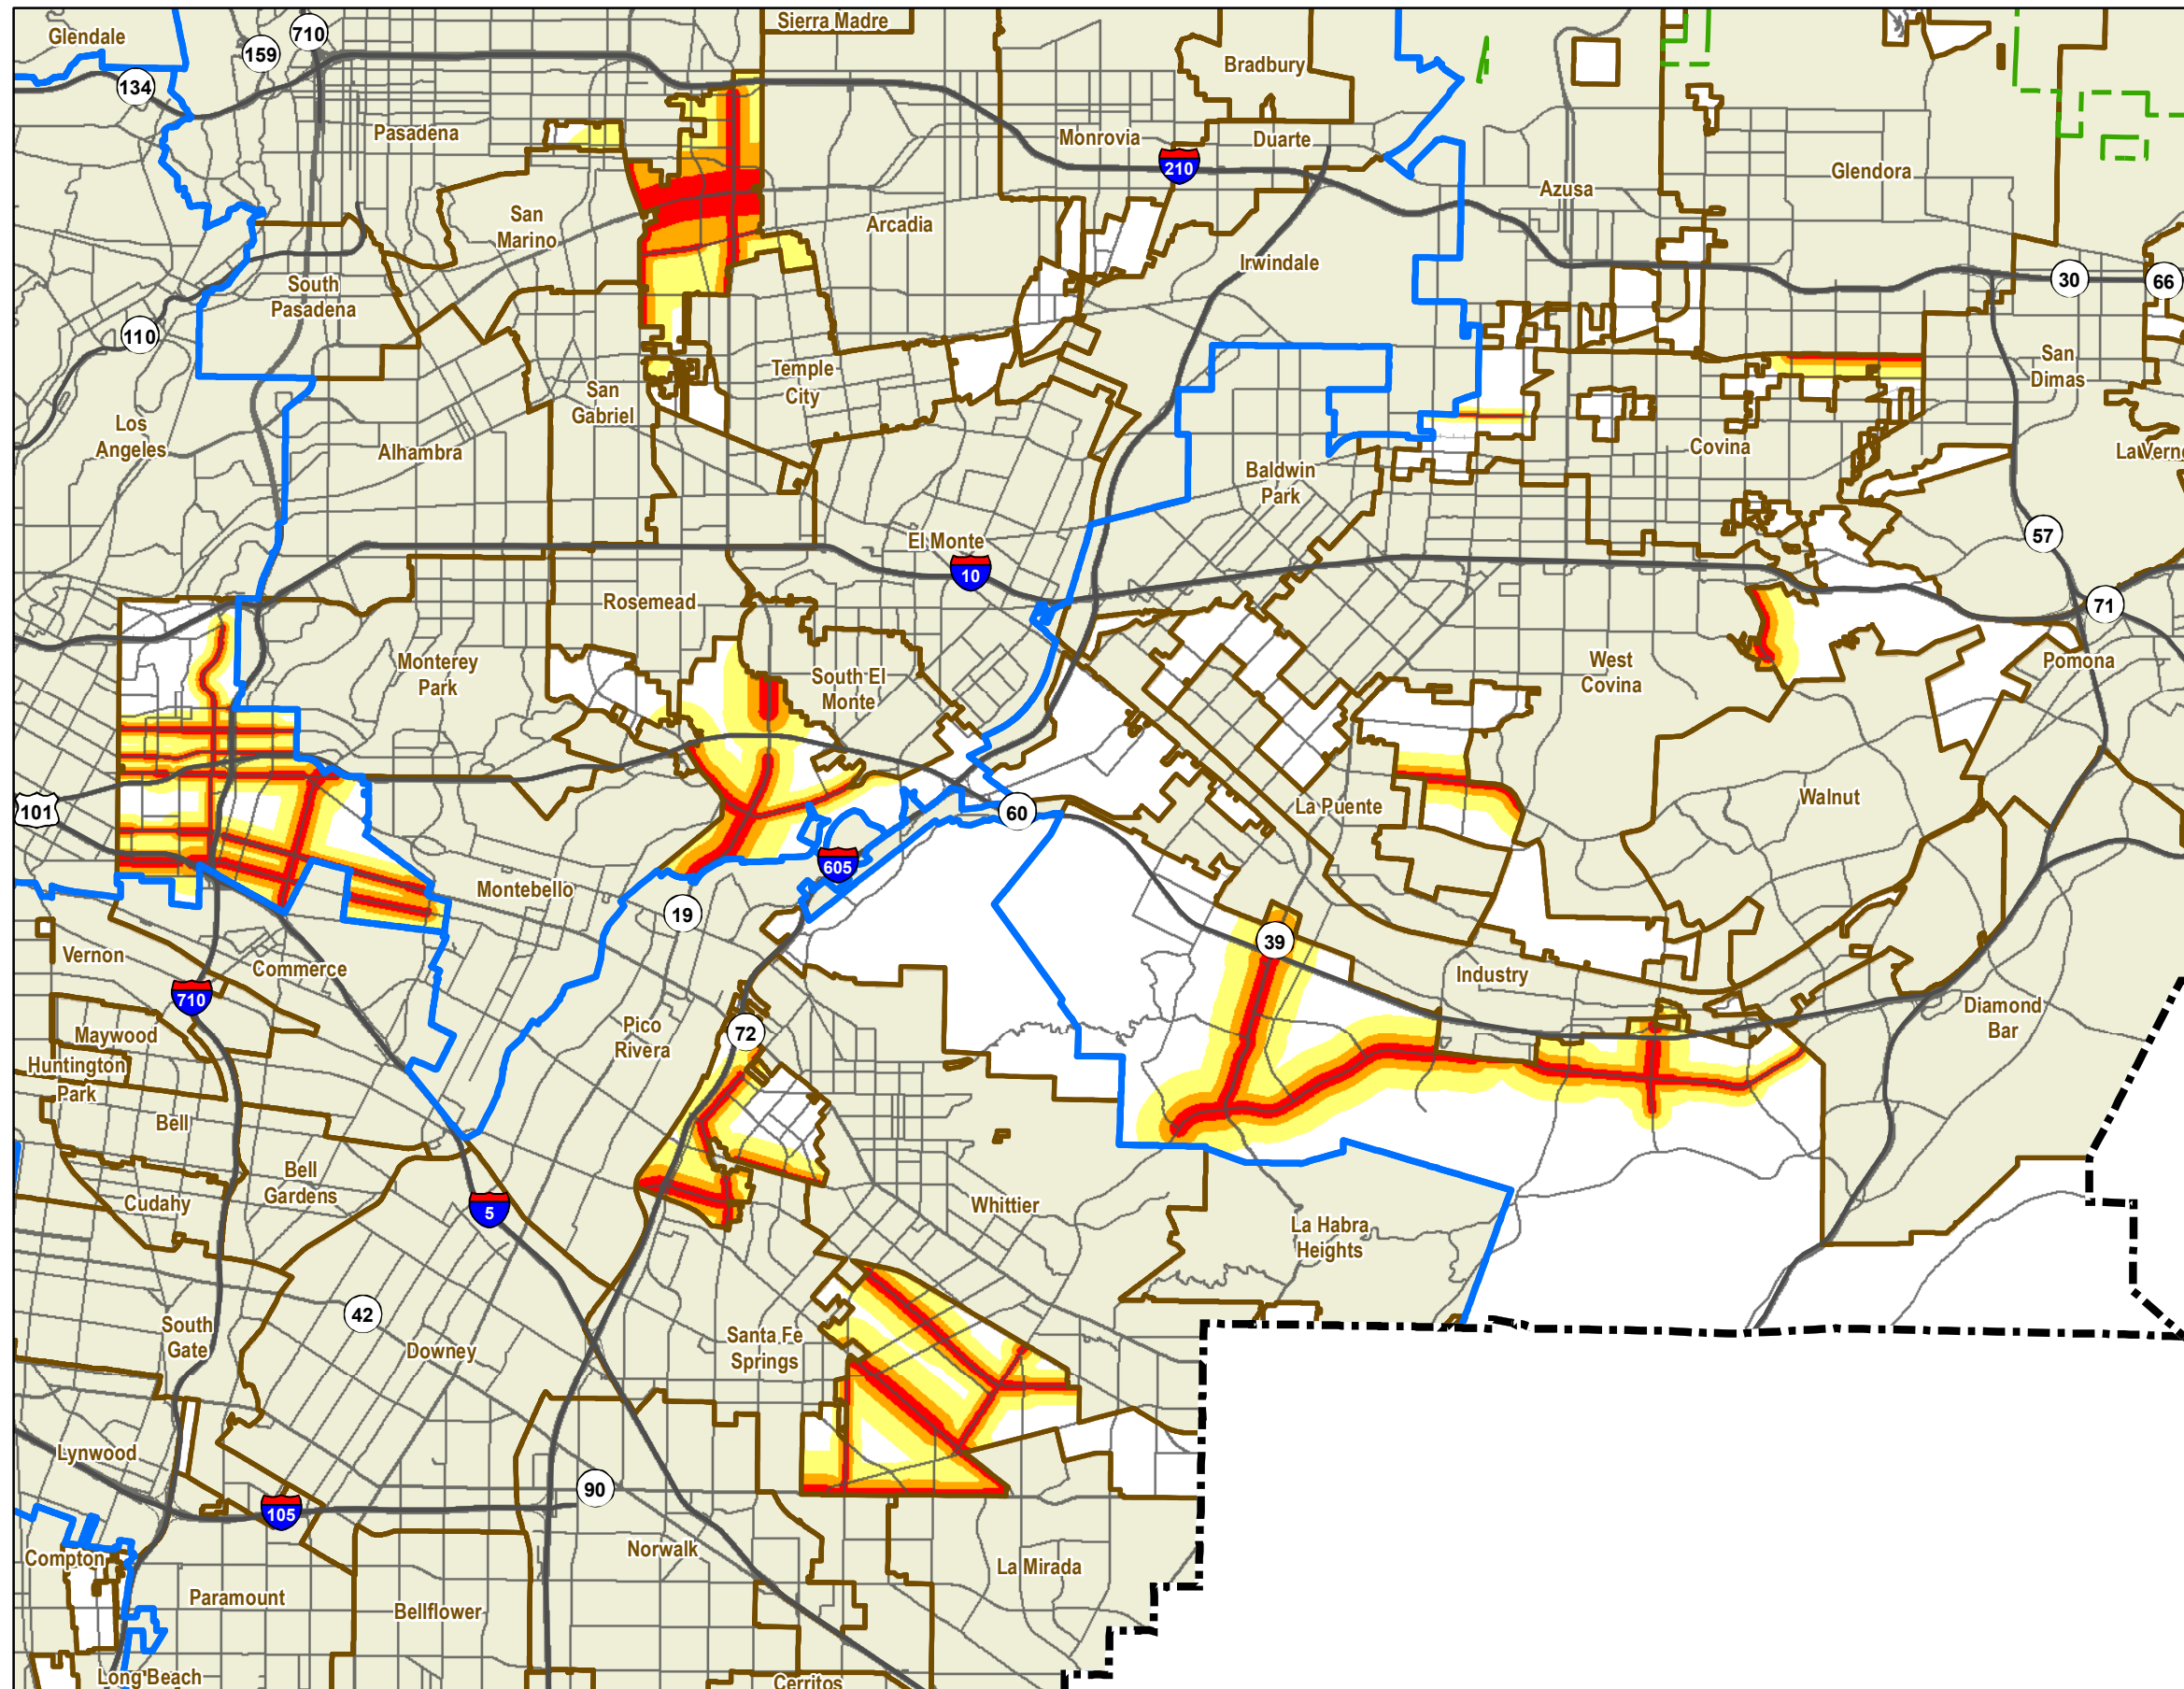 Sierra Madre
Glendale
710
159
134
Bradbury
Pasadena
Monrovia
Duarte
210
Glendora
Azusa
San
Marino
Arcadia
Irwindale
South
Pasadena
30
66
110
Temple
City
San
Dimas
San
Gabriel
Los
Angeles
Alhambra
Covina
La Vern
Baldwin
Park
57
El Monte
10
Rosemead
71
Monterey
Park
South El
Monte
West
Covina
Pomona
101
60
La Puente
Walnut
605
Montebello
19
39
Vernon
Commerce
Industry
710
Diamond
Bar
Pico
Rivera
72
Maywood
Huntington
Park
Bell
Bell
Gardens
Cudahy
5
Whittier
La Habra
Heights
42
South
Gate
Downey
Santa Fe
Springs
Lynwood
90
105
Norwalk
Compton
La Mirada
Paramount
Bellflower
Long Beach
Cerritos